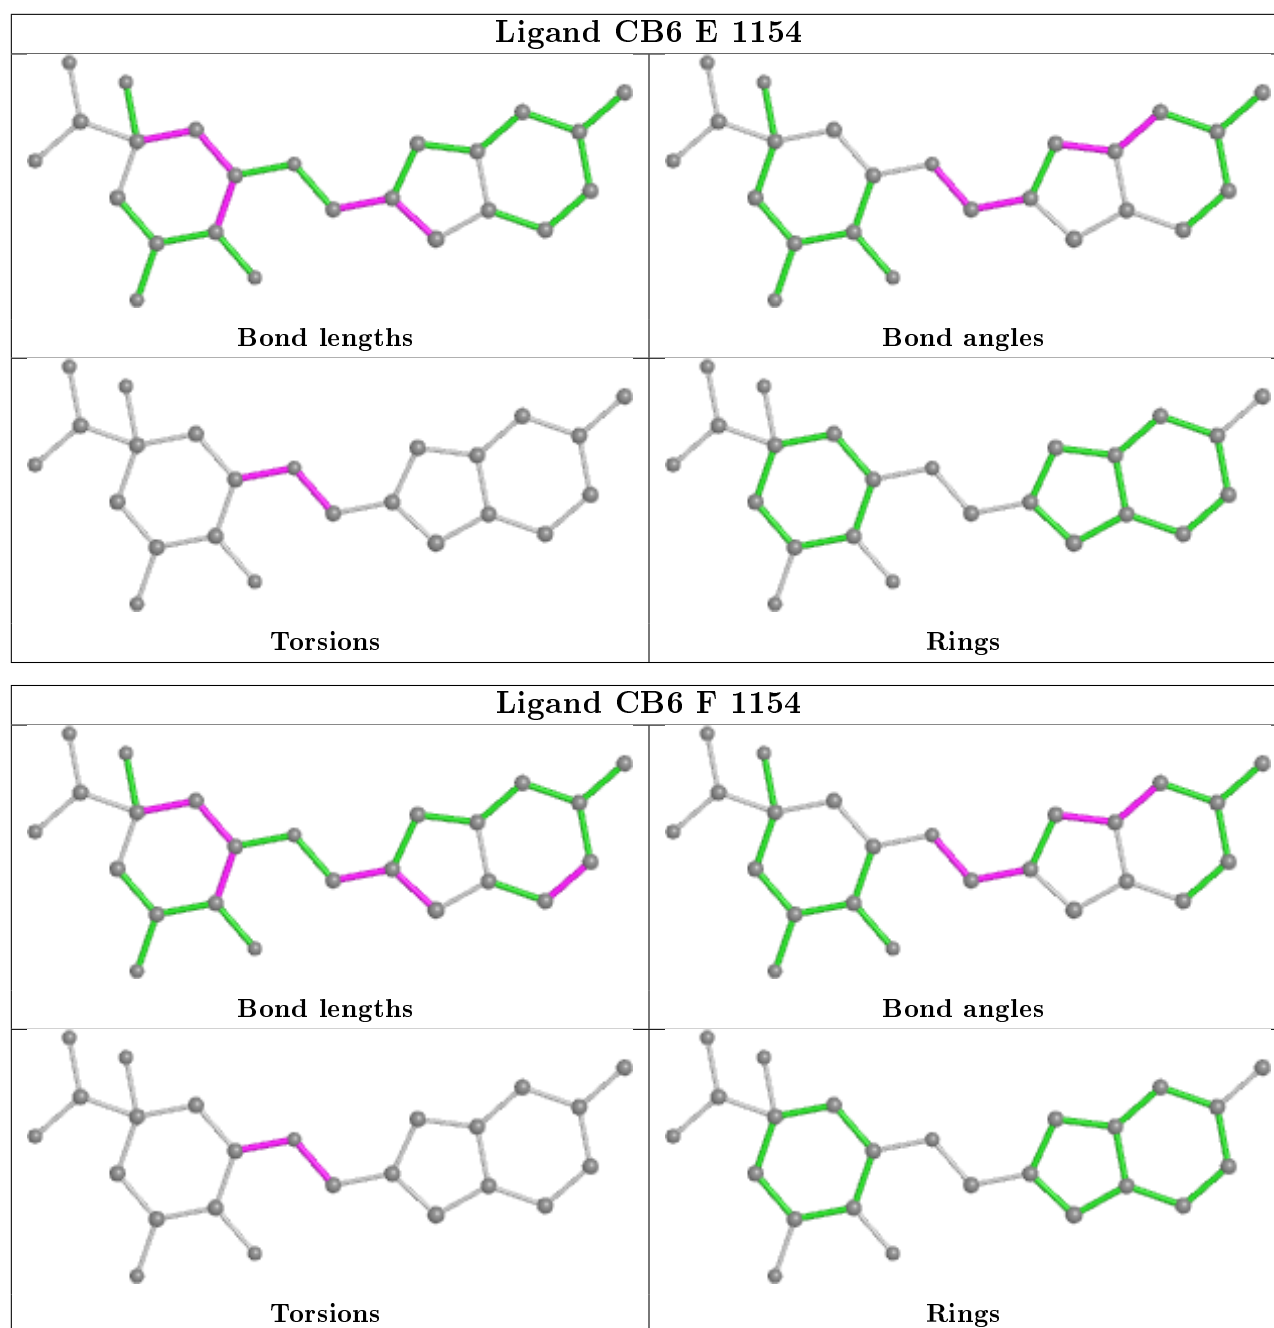 Ligand CB6 E 1154
Bond lengths
Bond angles
Torsions
Rings
Ligand CB6 F 1154
Bond lengths
Bond angles
Torsions
Rings